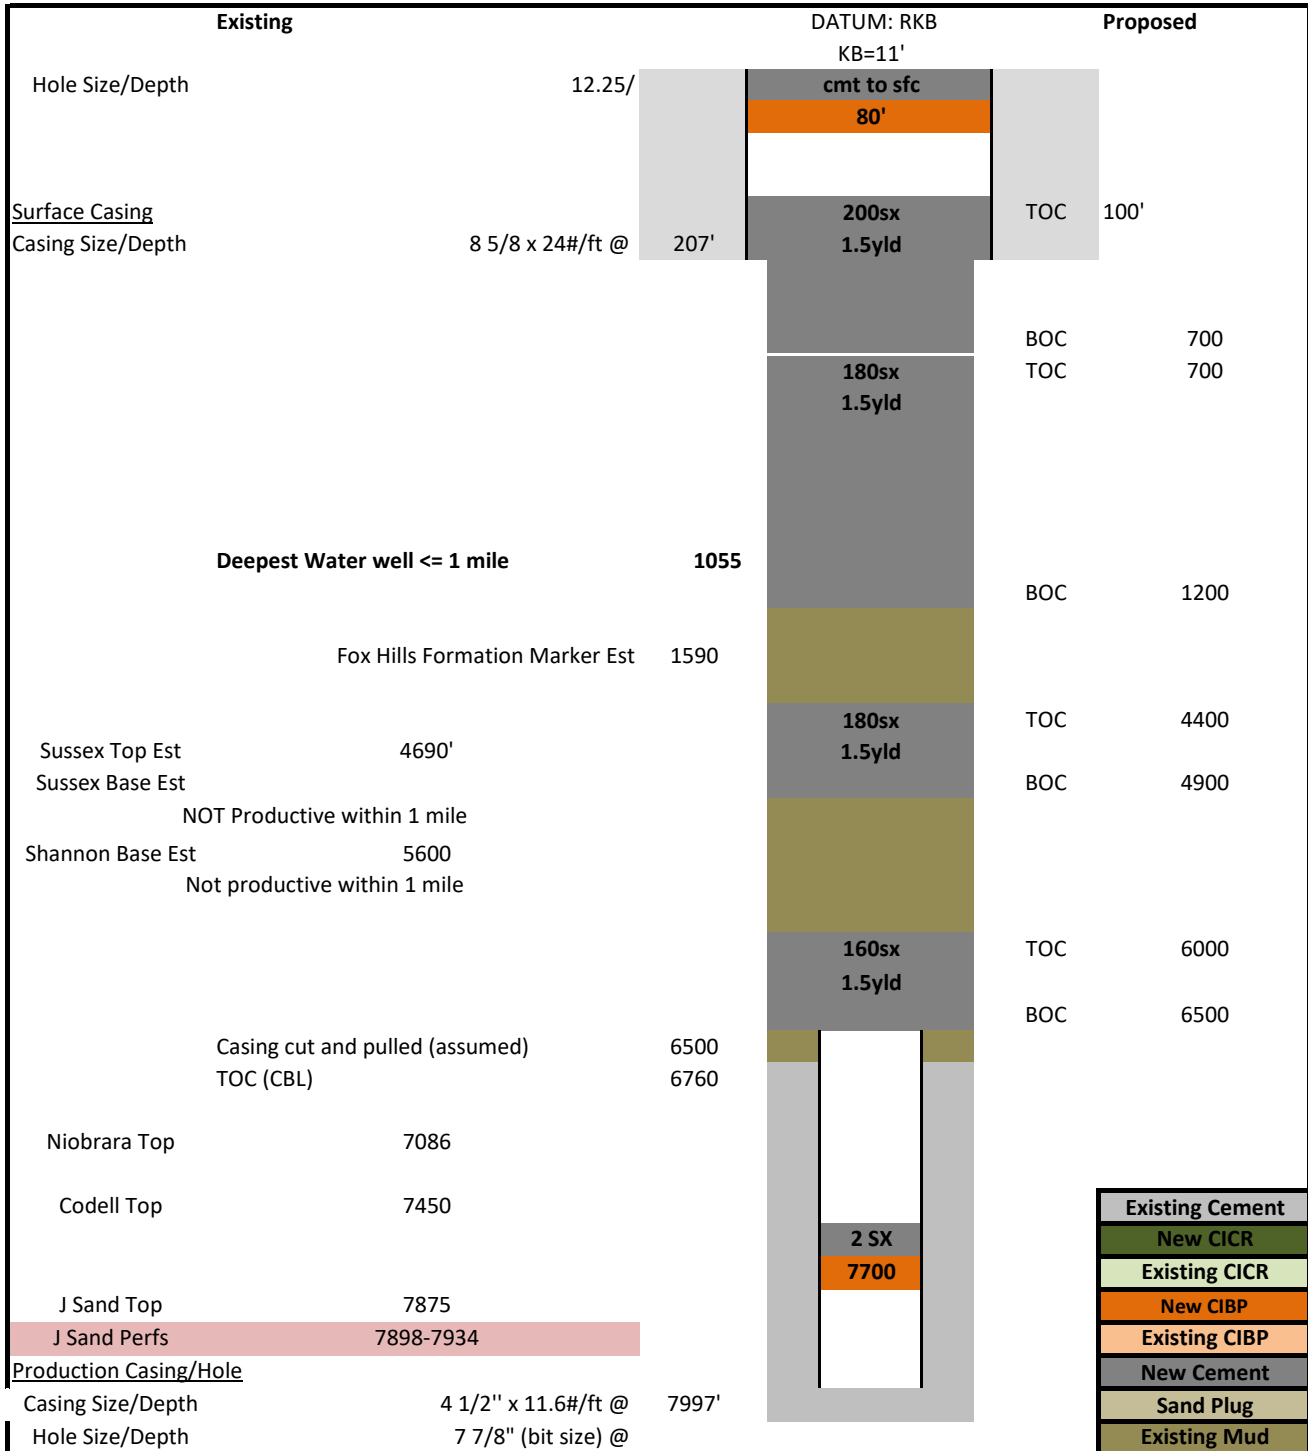 Existing DATUM: RKB Proposed
KB=11'
Hole Size/Depth 12.25/ cmt to sfc
80'
Surface Casing 200sx TOC 100'
Casing Size/Depth 8 5/8 x 24#/ft @ 207' 1.5yld
BOC 700
180sx TOC 700
1.5yld
Deepest Water well <= 1 mile 1055
BOC 1200
Fox Hills Formation Marker Est 1590
180sx TOC 4400
Sussex Top Est 4690' 1.5yld
Sussex Base Est BOC 4900
NOT Productive within 1 mile
Shannon Base Est 5600
Not productive within 1 mile
160sx TOC 6000
1.5yld
BOC 6500
Casing cut and pulled (assumed) 6500
TOC (CBL) 6760
Niobrara Top 7086
Codell Top 7450 Existing Cement
2 SX New CICR
7700 Existing CICR
J Sand Top 7875 New CIBP
J Sand Perfs 7898-7934 Existing CIBP
Production Casing/Hole New Cement
Casing Size/Depth 4 1/2'' x 11.6#/ft @ 7997' Sand Plug
Hole Size/Depth 7 7/8" (bit size) @ Existing Mud